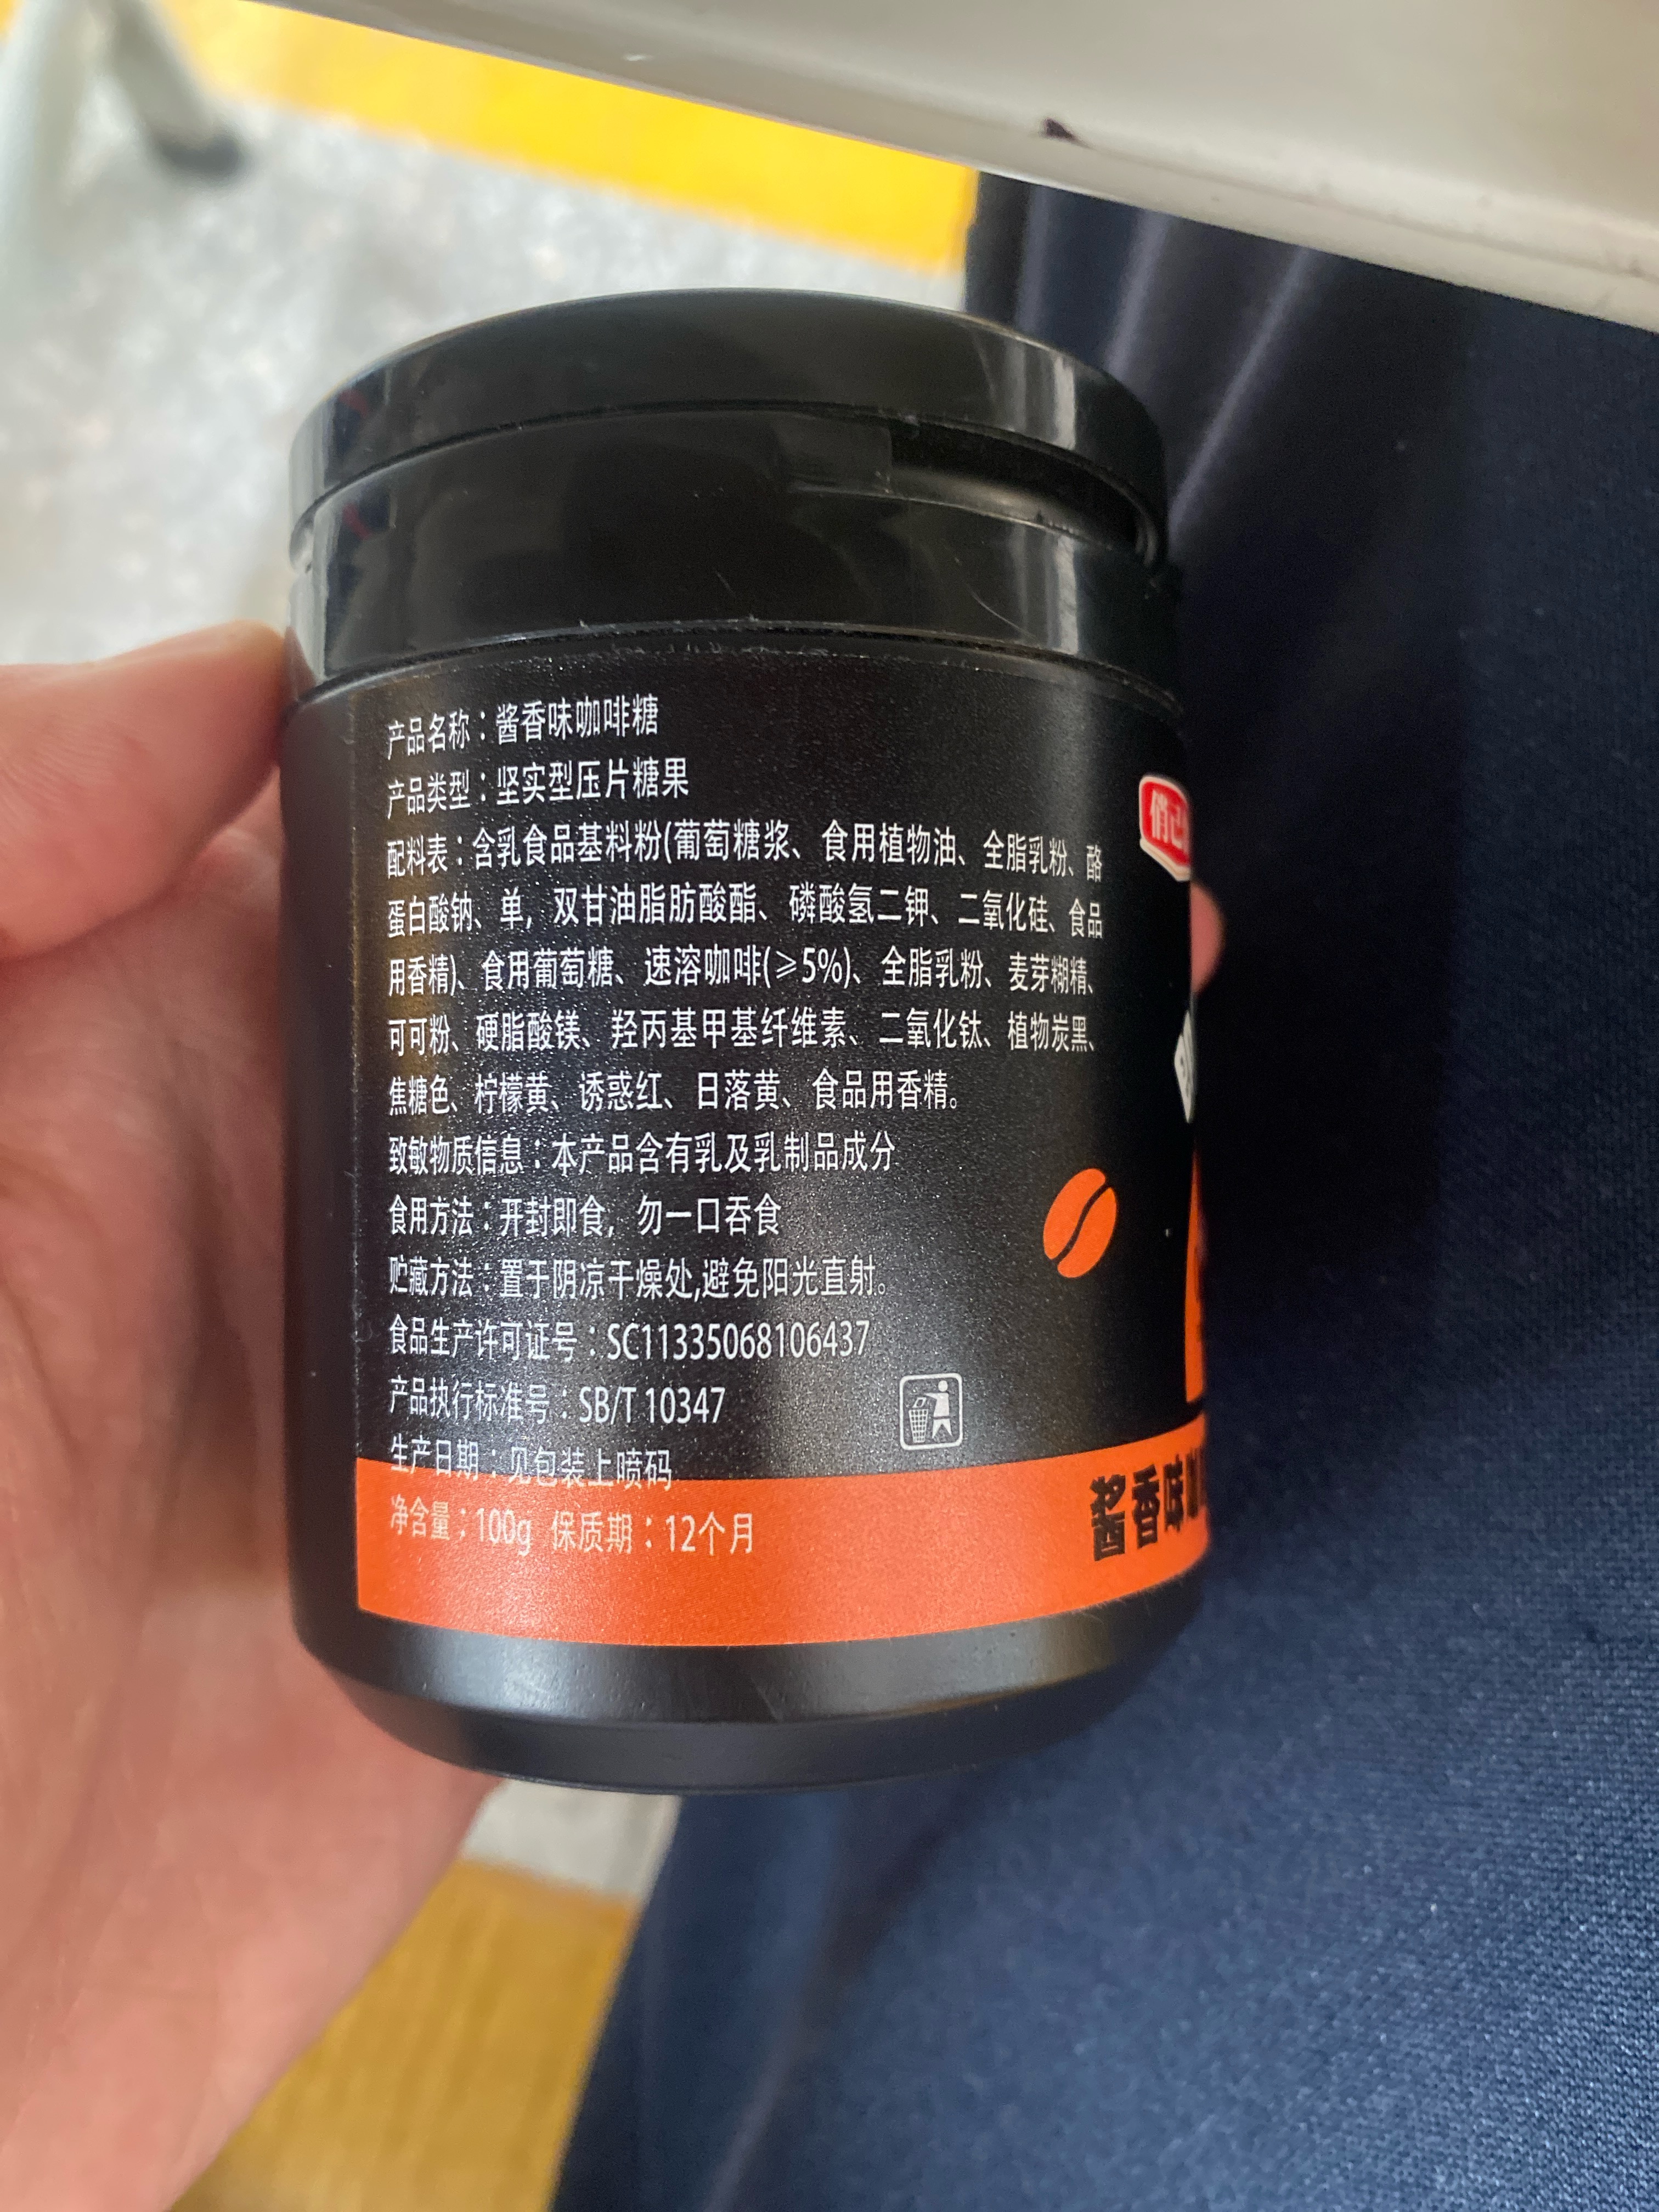 产品名称：酱香味咖啡糖
产品类型：坚实型压片糖果
配料表：含乳食品基料粉(葡萄糖浆、食用植物油、全脂乳粉、酪
蛋白酸钠、单，双甘油脂肪酸酯、磷酸氢二钾、二氧化硅、食品
用香精)、食用葡萄糖、速溶咖啡(≥5%)、全脂乳粉、麦芽糊精、
可可粉、硬脂酸镁、羟丙基甲基纤维素、二氧化钛、植物炭黑、
焦糖色、柠檬黄、诱惑红、日落黄、食品用香精。
致敏物质信息：本产品含有乳及乳制品成分
食用方法：开封即食，勿一口吞食
贮藏方法：置于阴凉干燥处,避免阳光直射。
食品生产许可证号：SC11335068106437
产品执行标准号：SB/T 10347
生产日期：见包装上喷码
净含量：100g 保质期：12个月
俏
酱香味